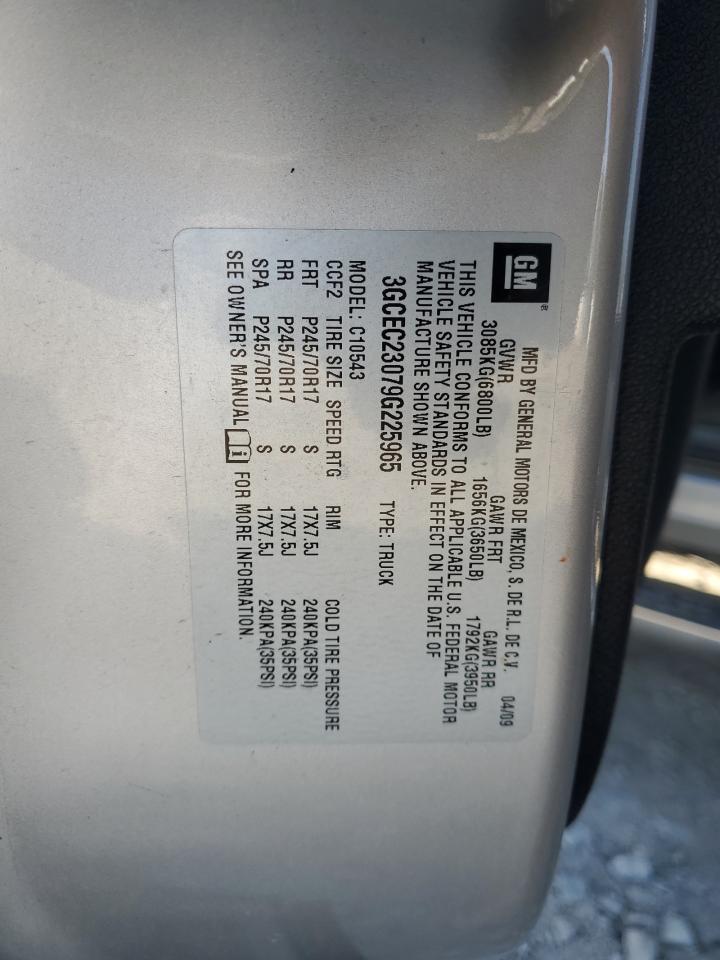 GM®
MFD BY GENERAL MOTORS DE MEXICO, S. DE R.L. DE C.V. 04/09
GVWR GAWR FRT GAWR RR
3085KG(6800LB) 1656KG(3650LB) 1792KG(3950LB)
THIS VEHICLE CONFORMS TO ALL APPLICABLE U.S. FEDERAL MOTOR
VEHICLE SAFETY STANDARDS IN EFFECT ON THE DATE OF
MANUFACTURE SHOWN ABOVE.
3GCEC23079G225965 TYPE: TRUCK
MODEL: C10543
CCF2 TIRE SIZE SPEED RTG RIM COLD TIRE PRESSURE
FRT P245/70R17 S 17X7.5J 240KPA(35PSI)
RR P245/70R17 S 17X7.5J 240KPA(35PSI)
SPA P245/70R17 S 17X7.5J 240KPA(35PSI)
SEE OWNER'S MANUAL i FOR MORE INFORMATION.